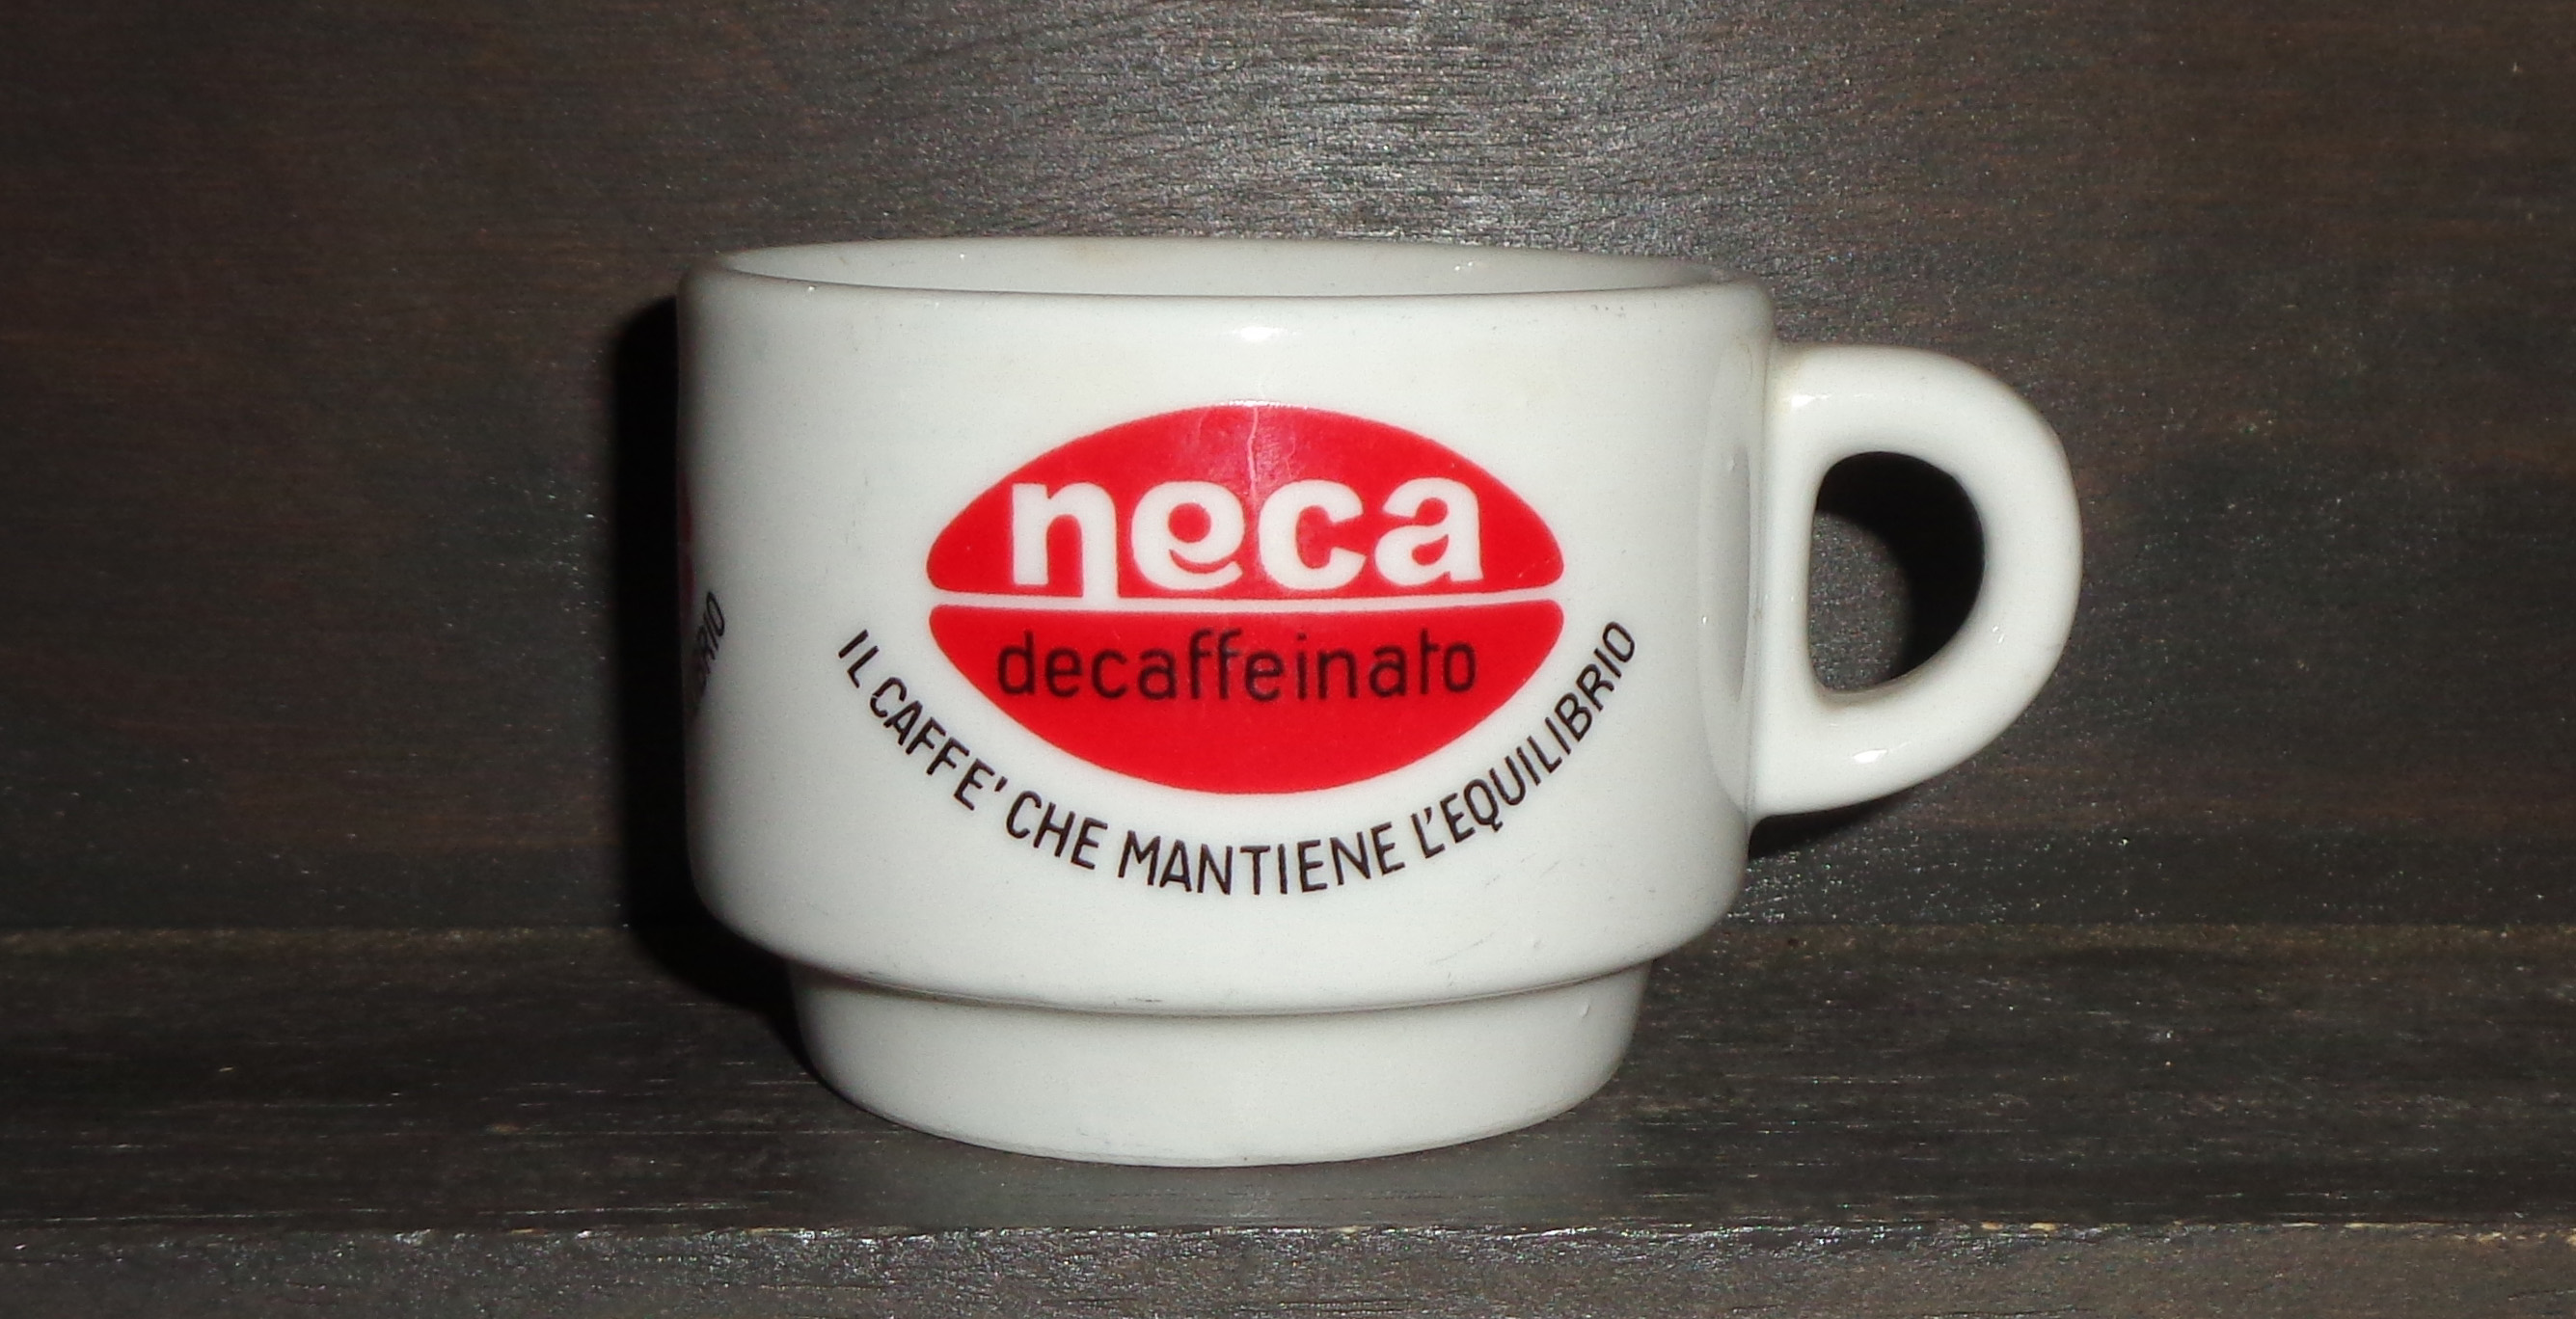 neca
decaffeinato
IL CAFFE' CHE MANTIENE L'EQUILIBRIO